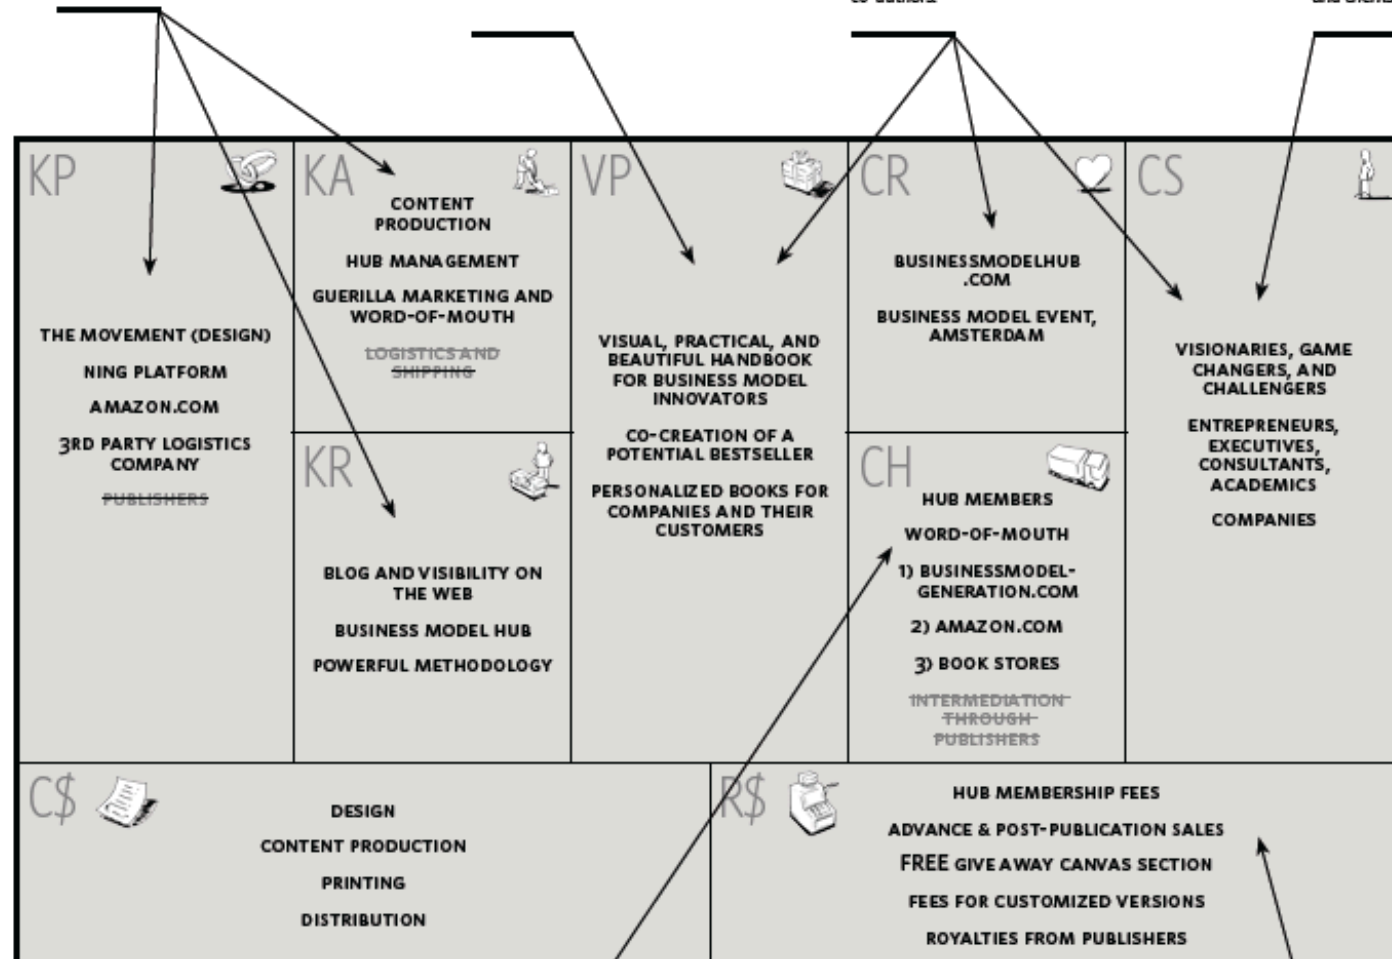 KP
THE MOVEMENT (DESIGN)
NING PLATFORM
AMAZON.COM
3RD PARTY LOGISTICS
COMPANY
PUBLISHERS
KA
CONTENT
PRODUCTION
HUB MANAGEMENT
GUERILLA MARKETING AND
WORD-OF-MOUTH
LOGISTICS AND
SHIPPING
KR
BLOG AND VISIBILITY ON
THE WEB
BUSINESS MODEL HUB
POWERFUL METHODOLOGY
VP
VISUAL, PRACTICAL, AND
BEAUTIFUL HANDBOOK
FOR BUSINESS MODEL
INNOVATORS
CO-CREATION OF A
POTENTIAL BESTSELLER
PERSONALIZED BOOKS FOR
COMPANIES AND THEIR
CUSTOMERS
CR
BUSINESSMODELHUB
.COM
BUSINESS MODEL EVENT,
AMSTERDAM
CH
HUB MEMBERS
WORD-OF-MOUTH
1) BUSINESSMODEL-
GENERATION.COM
2) AMAZON.COM
3) BOOK STORES
INTERMEDIATION
THROUGH
PUBLISHERS
CS
VISIONARIES, GAME
CHANGERS, AND
CHALLENGERS
ENTREPRENEURS,
EXECUTIVES,
CONSULTANTS,
ACADEMICS
COMPANIES
C$
DESIGN
CONTENT PRODUCTION
PRINTING
DISTRIBUTION
R$
HUB MEMBERSHIP FEES
ADVANCE & POST-PUBLICATION SALES
FREE GIVE AWAY CANVAS SECTION
FEES FOR CUSTOMIZED VERSIONS
ROYALTIES FROM PUBLISHERS